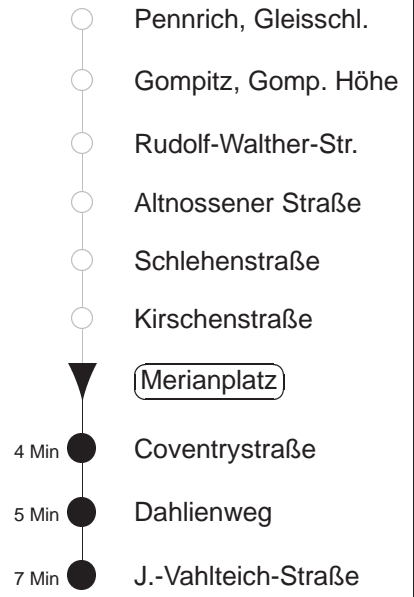 Pennrich, Gleisschl.
Gompitz, Gomp. Höhe
Rudolf-Walther-Str.
Altnossener Straße
Schlehenstraße
Kirschenstraße
Merianplatz
4 Min Coventrystraße
5 Min Dahlienweg
7 Min J.-Vahlteich-Straße